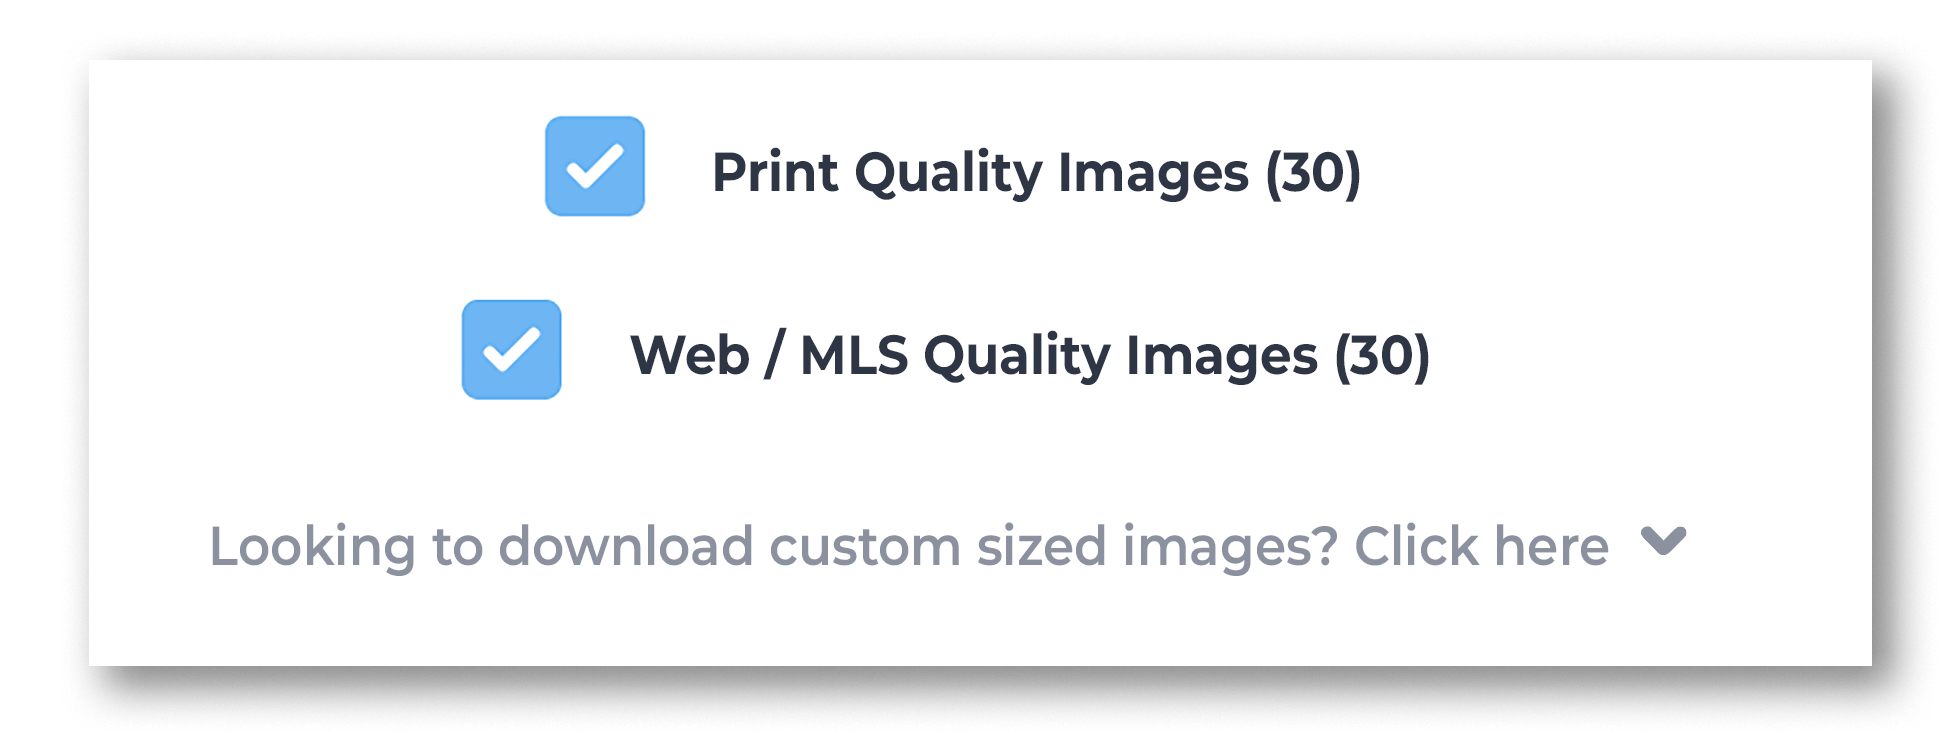 Print Quality Images (30)
Web / MLS Quality Images (30)
Looking to download custom sized images? Click here